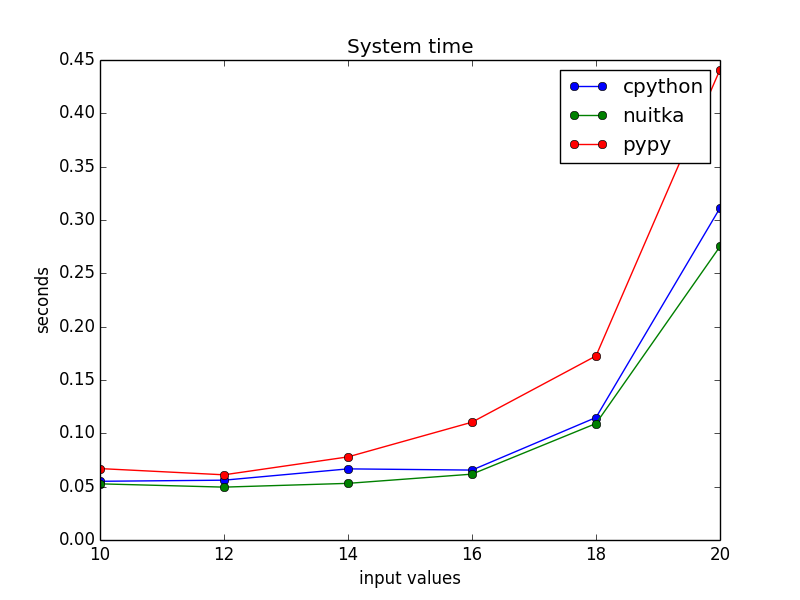 System time
0.45
0.40
0.35
0.30
0.25
0.20
0.15
0.10
0.05
0.00
seconds
cpython
nuitka
pypy
10 12 14 16 18 20
input values